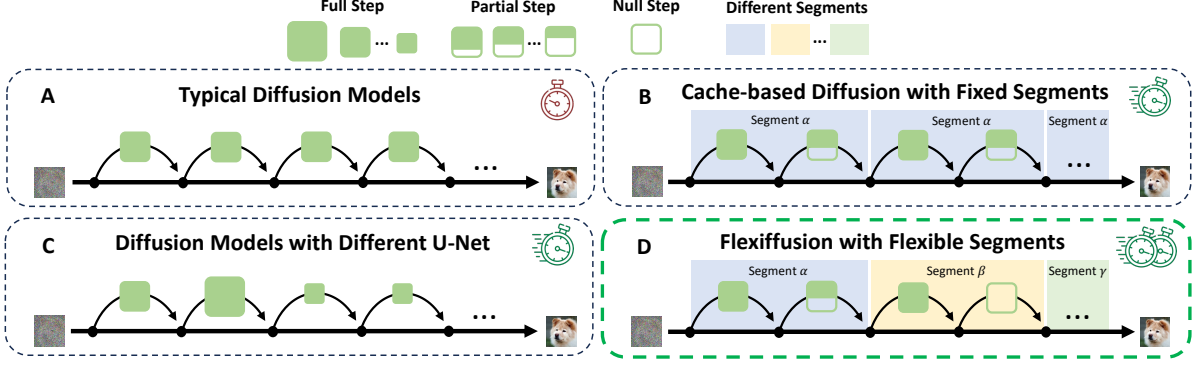 Full Step
Partial Step
Null Step
Different Segments
...
...
...
A
Typical Diffusion Models
...
B
Cache-based Diffusion with Fixed Segments
Segment α
Segment α
Segment α
...
C
Diffusion Models with Different U-Net
...
D
Flexiffusion with Flexible Segments
Segment α
Segment β
Segment γ
...